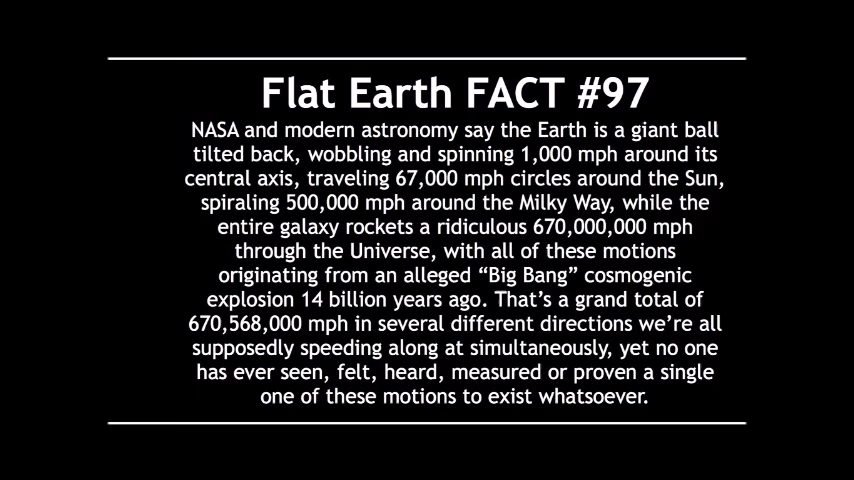 Flat Earth FACT #97
NASA and modern astronomy say the Earth is a giant ball
tilted back, wobbling and spinning 1,000 mph around its
central axis, traveling 67,000 mph circles around the Sun,
spiraling 500,000 mph around the Milky Way, while the
entire galaxy rockets a ridiculous 670,000,000 mph
through the Universe, with all of these motions
originating from an alleged “Big Bang” cosmogenic
explosion 14 billion years ago. That’s a grand total of
670,568,000 mph in several different directions we’re all
supposedly speeding along at simultaneously, yet no one
has ever seen, felt, heard, measured or proven a single
one of these motions to exist whatsoever.